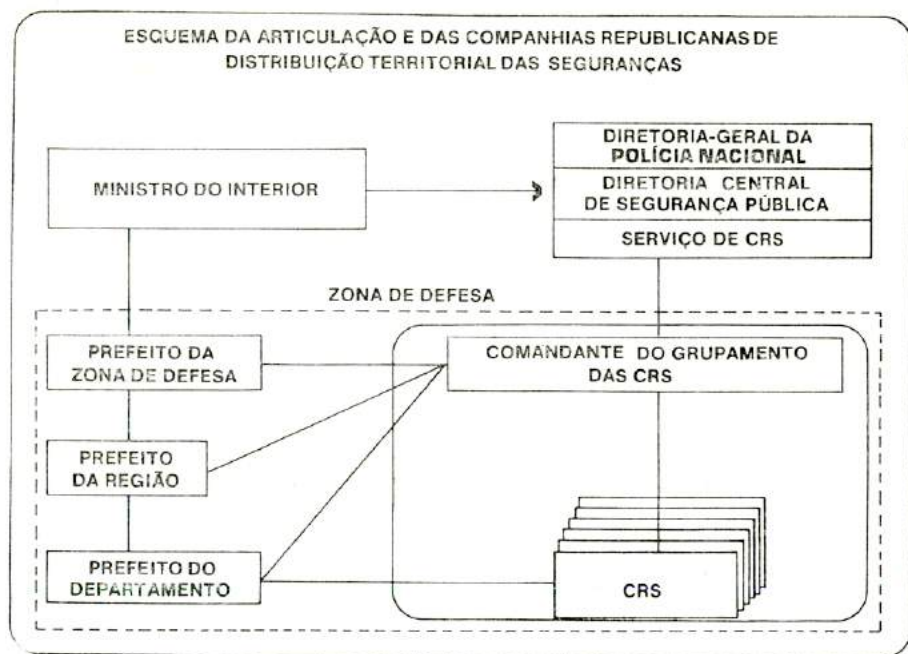 ESQUEMA DA ARTICULAÇÃO E DAS COMPANHIAS REPUBLICANAS DE
DISTRIBUIÇÃO TERRITORIAL DAS SEGURANÇAS
MINISTRO DO INTERIOR
DIRETORIA-GERAL DA
POLÍCIA NACIONAL
DIRETORIA CENTRAL
DE SEGURANÇA PÚBLICA
SERVIÇO DE CRS
ZONA DE DEFESA
PREFEITO DA
ZONA DE DEFESA
COMANDANTE DO GRUPAMENTO
DAS CRS
PREFEITO
DA REGIÃO
PREFEITO DO
DEPARTAMENTO
CRS